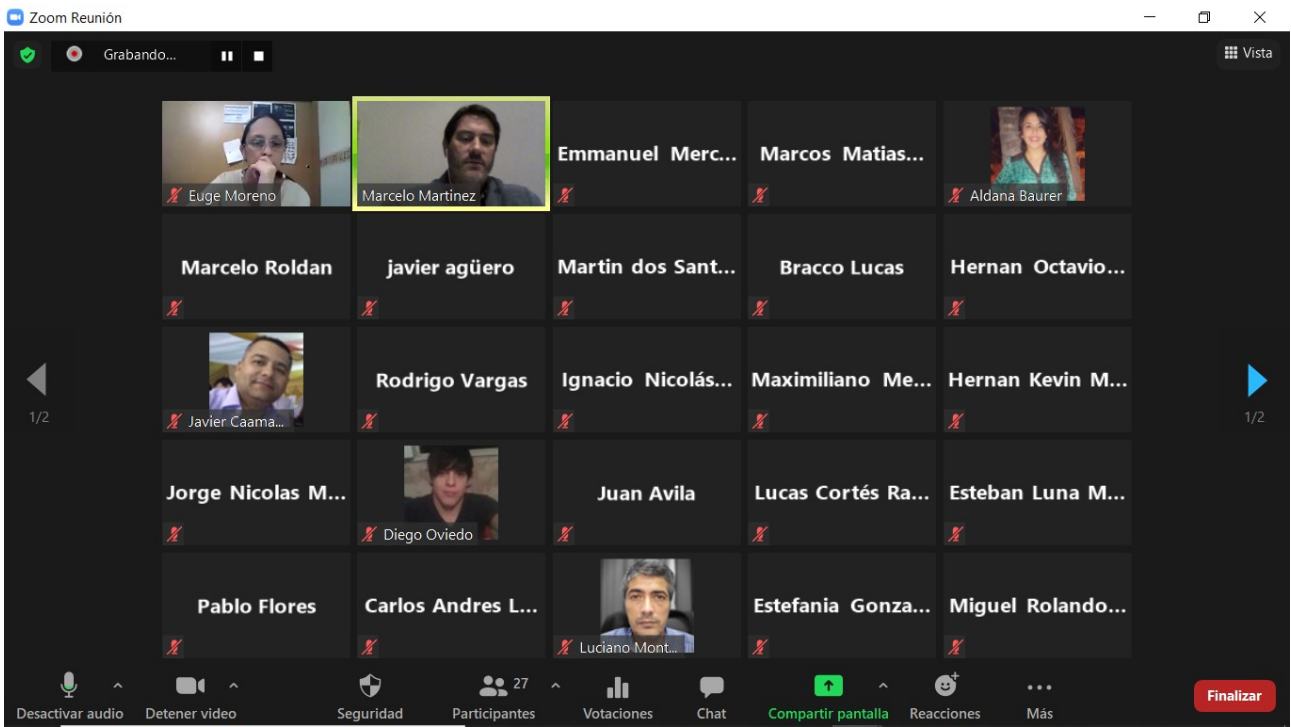 Zoom Reunión
Grabando...
Vista
Euge Moreno
Marcelo Martinez
Emmanuel Merc...
Marcos Matias...
Aldana Baurer
Marcelo Roldan
javier agüero
Martin dos Sant...
Bracco Lucas
Hernan Octavio...
Javier Caama...
Rodrigo Vargas
Ignacio Nicolás...
Maximiliano Me...
Hernan Kevin M...
1/2
1/2
Jorge Nicolas M...
Diego Oviedo
Juan Avila
Lucas Cortés Ra...
Esteban Luna M...
Pablo Flores
Carlos Andres L...
Luciano Mont...
Estefania Gonza...
Miguel Rolando...
27
Desactivar audio
Detener video
Seguridad
Participantes
Votaciones
Chat
Compartir pantalla
Reacciones
Más
Finalizar